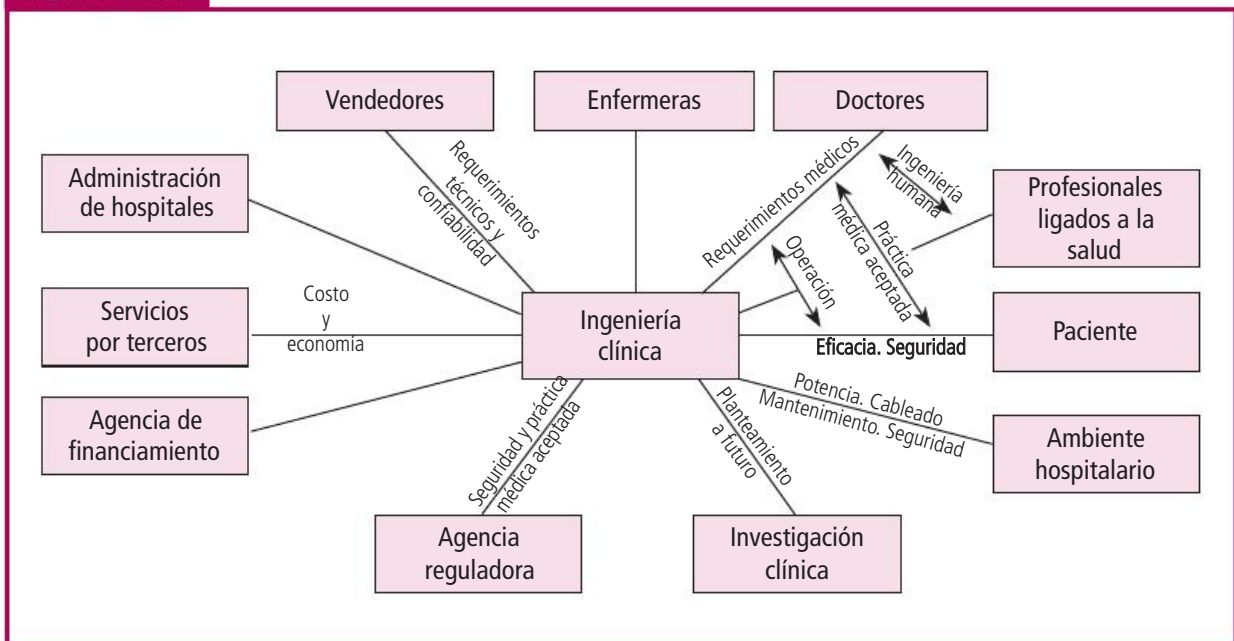 Vendedores
Enfermeras
Doctores
Administración
de hospitales
Requerimientos
técnicos y
confiabilidad
Requerimientos médicos
Ingeniería
humana
Profesionales
ligados a la
salud
Práctica
médica aceptada
Operación
Servicios
por terceros
Costo
y
economía
Ingeniería
clínica
Eficacia. Seguridad
Paciente
Agencia de
financiamiento
Seguridad y práctica
médica aceptada
Planteamiento
a futuro
Potencia. Cableado
Mantenimiento. Seguridad
Ambiente
hospitalario
Agencia
reguladora
Investigación
clínica